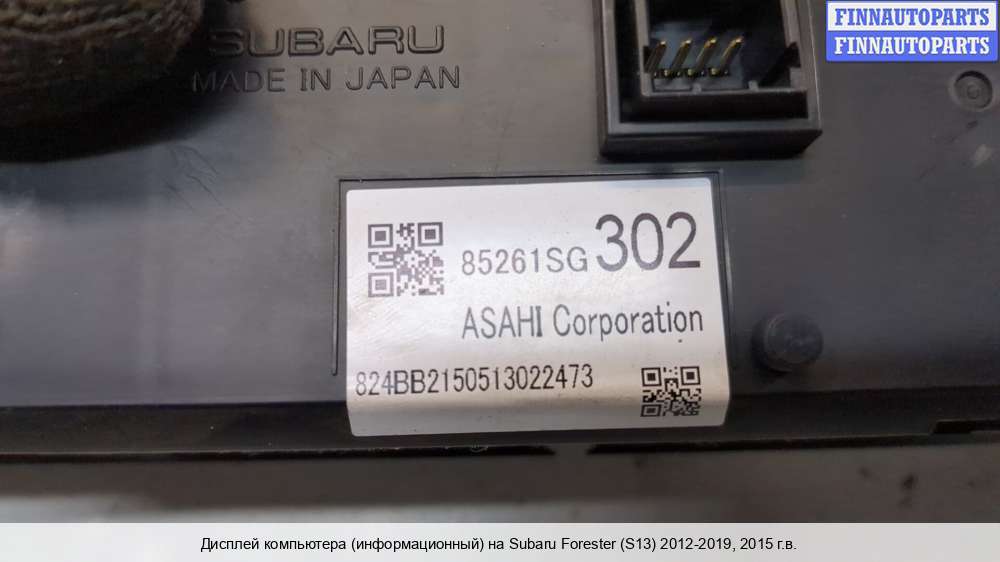 FINNAUTOPARTS
FINNAUTOPARTS
SUBARU
MADE IN JAPAN
85261SG 302
ASAHI Corporation
824BB2150513022473
Дисплей компьютера (информационный) на Subaru Forester (S13) 2012-2019, 2015 г.в.